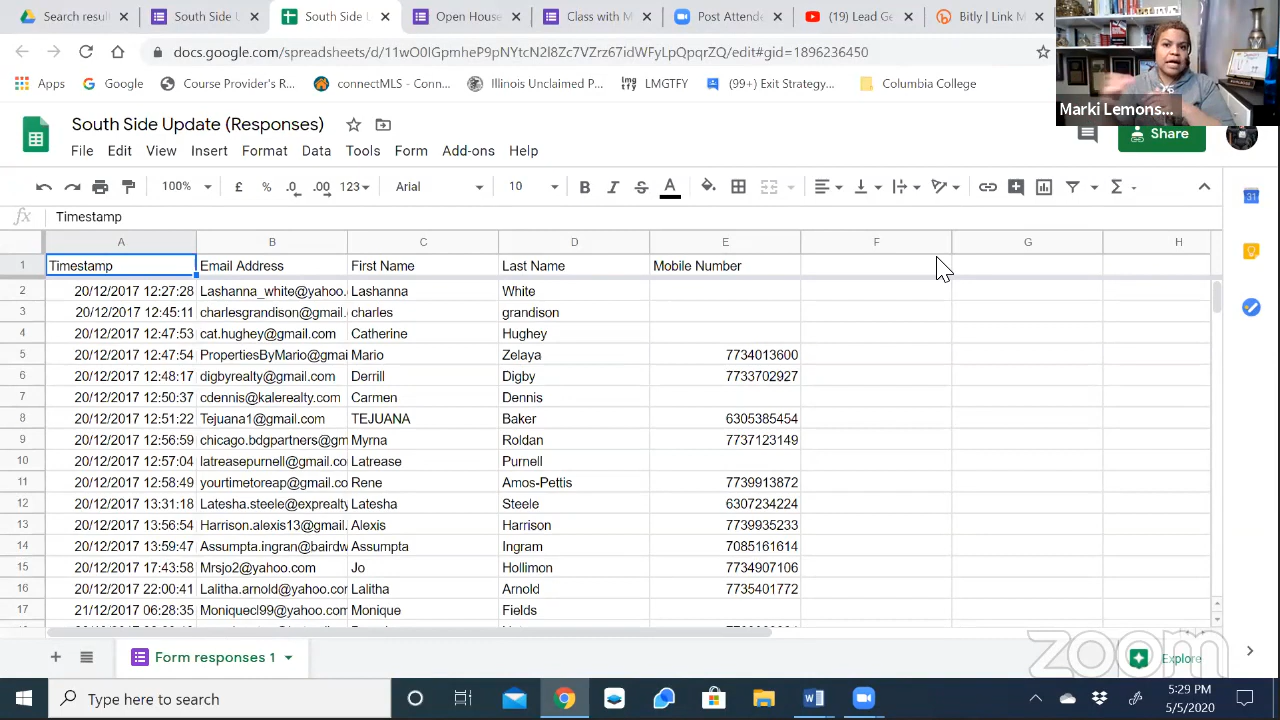 Search resul
South Side U
South Side U
Open House
Class with M
Post Attende
(19) Lead Ge
Bitly | Link M
Apps
Google
Course Provider's R...
connectMLS
Illinois Licensed P...
LMGTFY
(99+) Exit Strategy...
Columbia College
Marki Lemons...
South Side Update (Responses)
Share
File Edit View Insert Format Data Tools Form Add-ons Help
100% £ % .0 .00 123 Arial 10 B I S A Σ
fx Timestamp
A B C D E F G H
1 Timestamp Email Address First Name Last Name Mobile Number
2 20/12/2017 12:27:28 Lashanna_white@yahoo. Lashanna White
3 20/12/2017 12:45:11 charlesgrandison@gmail. charles grandison
4 20/12/2017 12:47:53 cat.hughey@gmail.com Catherine Hughey
5 20/12/2017 12:47:54 PropertiesByMario@gmai Mario Zelaya 7734013600
6 20/12/2017 12:48:17 digbyrealty@gmail.com Derrill Digby 7733702927
7 20/12/2017 12:50:37 cdennis@kalerealty.com Carmen Dennis
8 20/12/2017 12:51:22 Tejuana1@gmail.com TEJUANA Baker 6305385454
9 20/12/2017 12:56:59 chicago.bdgpartners@gm Myrna Roldan 7737123149
10 20/12/2017 12:57:04 latreasepurnell@gmail.co Latrease Purnell
11 20/12/2017 12:58:49 yourtimetoreap@gmail.co Rene Amos-Pettis 7739913872
12 20/12/2017 13:31:18 Latesha.steele@exprealty Latesha Steele 6307234224
13 20/12/2017 13:56:54 Harrison.alexis13@gmail. Alexis Harrison 7739935233
14 20/12/2017 13:59:47 Assumpta.ingran@bairdw Assumpta Ingram 7085161614
15 20/12/2017 17:43:56 Mrsjo2@yahoo.com Jo Hollimon 7734907106
16 20/12/2017 22:00:41 Lalitha.arnold@yahoo.cor Lalitha Arnold 7735401772
17 21/12/2017 06:28:35 Moniquecl99@yahoo.com Monique Fields
Form responses 1
zoom
Explore
Type here to search
5:29 PM
5/5/2020